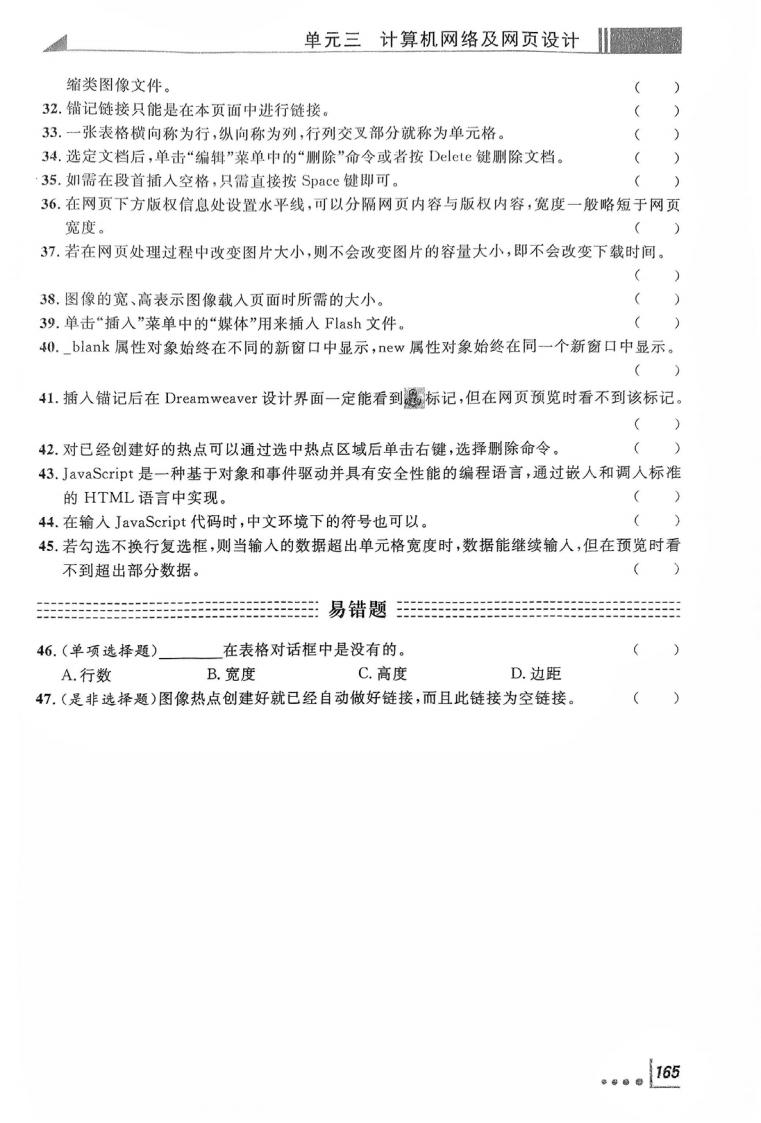 单元三 计算机网络及网页设计
缩类图像文件。 ( )
32. 锚记链接只能是在本页面中进行链接。 ( )
33. 一张表格横向称为行,纵向称为列,行列交叉部分就称为单元格。 ( )
34. 选定文档后,单击“编辑”菜单中的“删除”命令或者按 Delete 键删除文档。 ( )
35. 如需在段首插入空格,只需直接按 Space 键即可。 ( )
36. 在网页下方版权信息处设置水平线,可以分隔网页内容与版权内容,宽度一般略短于网页
宽度。 ( )
37. 若在网页处理过程中改变图片大小,则不会改变图片的容量大小,即不会改变下载时间。
( )
38. 图像的宽、高表示图像载入页面时所需的大小。 ( )
39. 单击“插入”菜单中的“媒体”用来插入 Flash 文件。 ( )
40. _blank 属性对象始终在不同的新窗口中显示,new 属性对象始终在同一个新窗口中显示。
( )
41. 插入锚记后在 Dreamweaver 设计界面一定能看到标记,但在网页预览时看不到该标记。
( )
42. 对已经创建好的热点可以通过选中热点区域后单击右键,选择删除命令。 ( )
43. JavaScript 是一种基于对象和事件驱动并具有安全性能的编程语言,通过嵌入和调入标准
的 HTML 语言中实现。 ( )
44. 在输入 JavaScript 代码时,中文环境下的符号也可以。 ( )
45. 若勾选不换行复选框,则当输入的数据超出单元格宽度时,数据能继续输入,但在预览时看
不到超出部分数据。 ( )
易错题
46. (单项选择题)______在表格对话框中是没有的。 ( )
A. 行数 B. 宽度 C. 高度 D. 边距
47. (是非选择题)图像热点创建好就已经自动做好链接,而且此链接为空链接。 ( )
165